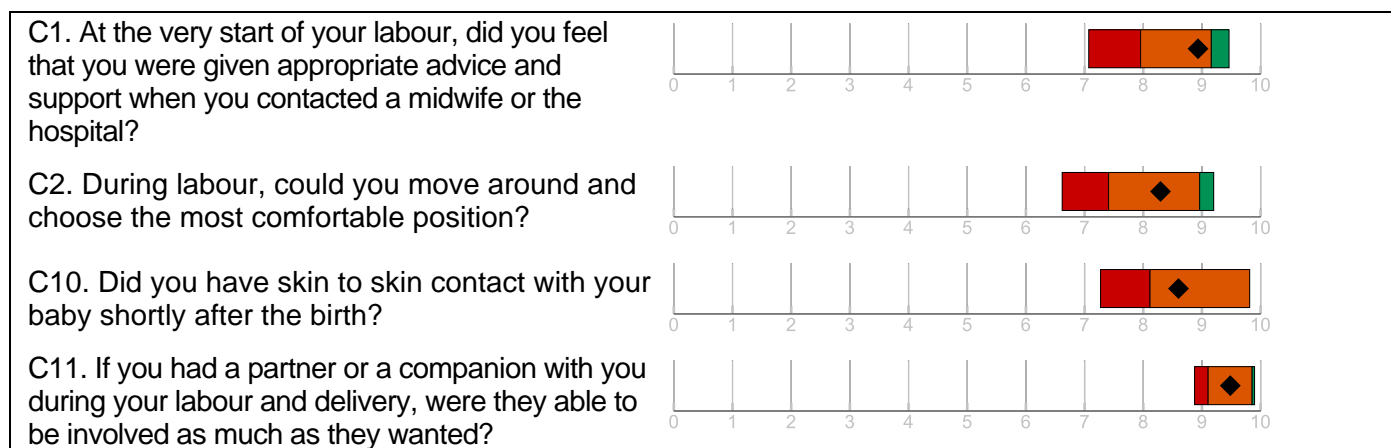 C1. At the very start of your labour, did you feel
that you were given appropriate advice and
support when you contacted a midwife or the
hospital?
0 1 2 3 4 5 6 7 8 9 10
C2. During labour, could you move around and
choose the most comfortable position?
0 1 2 3 4 5 6 7 8 9 10
C10. Did you have skin to skin contact with your
baby shortly after the birth?
0 1 2 3 4 5 6 7 8 9 10
C11. If you had a partner or a companion with you
during your labour and delivery, were they able to
be involved as much as they wanted?
0 1 2 3 4 5 6 7 8 9 10